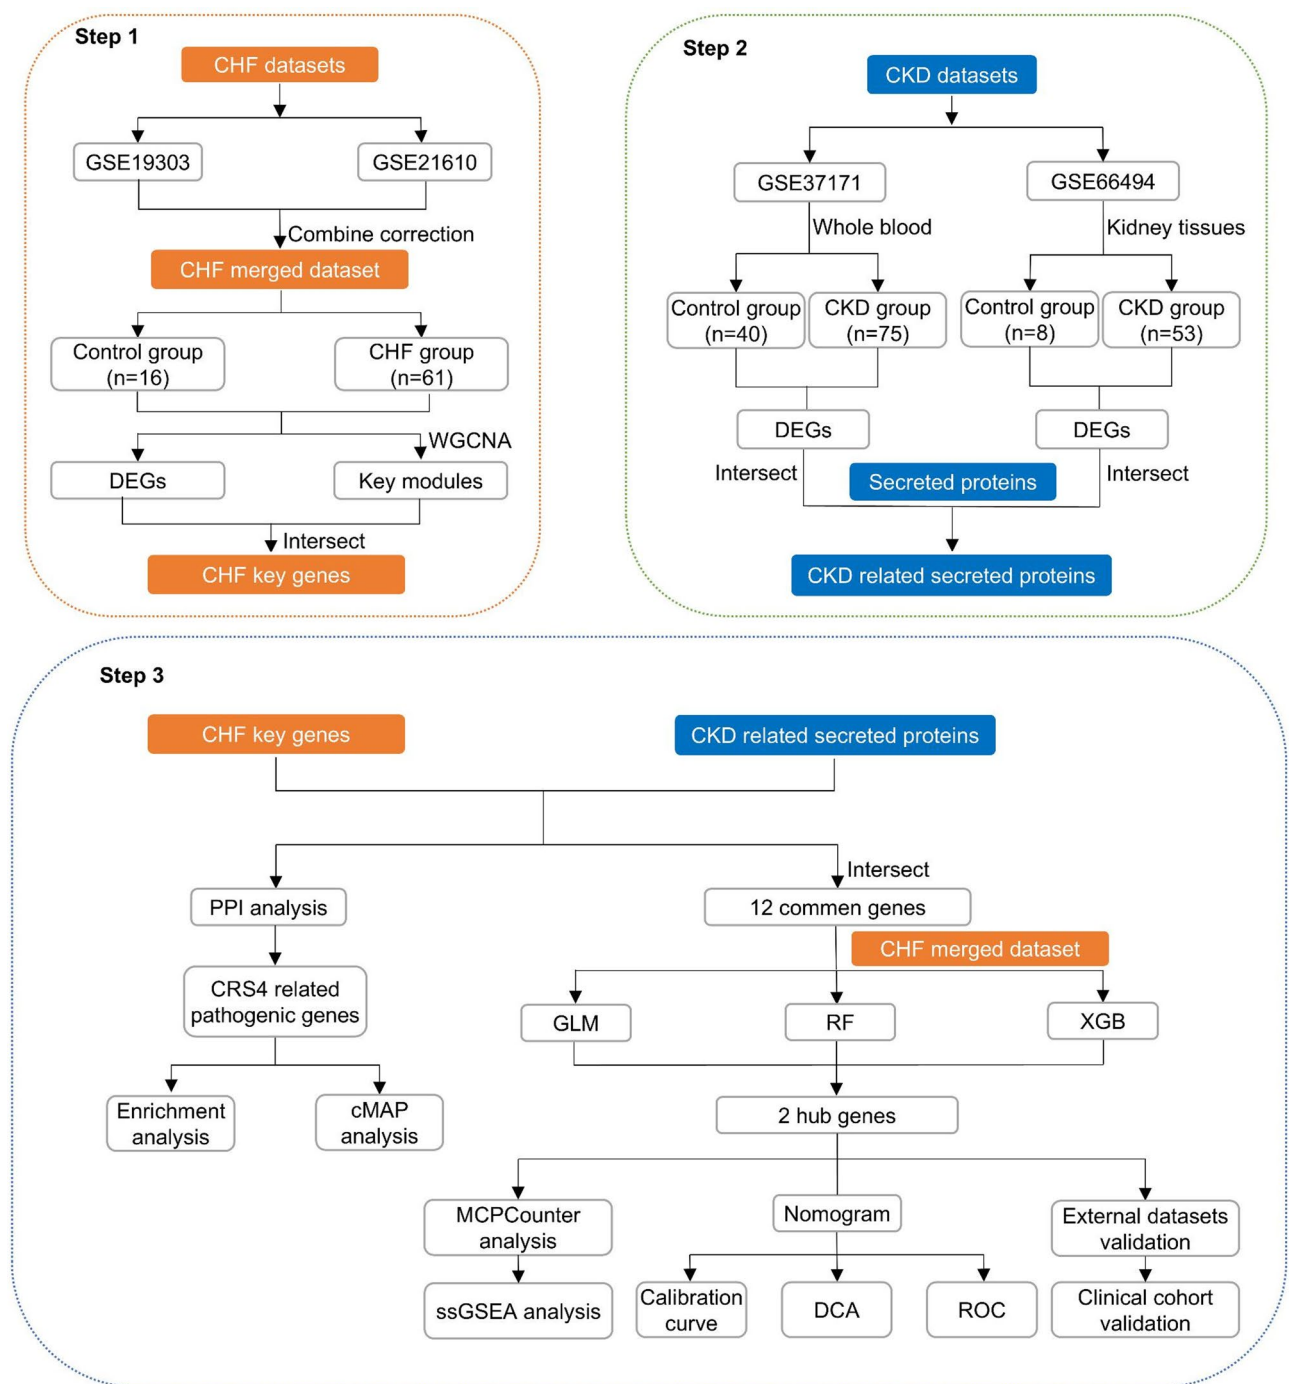 Step 1
CHF datasets
GSE19303
GSE21610
Combine correction
CHF merged dataset
Control group
(n=16)
CHF group
(n=61)
WGCNA
DEGs
Key modules
Intersect
CHF key genes
Step 2
CKD datasets
GSE37171
GSE66494
Whole blood
Kidney tissues
Control group
(n=40)
CKD group
(n=75)
Control group
(n=8)
CKD group
(n=53)
DEGs
DEGs
Intersect
Secreted proteins
Intersect
CKD related secreted proteins
Step 3
CHF key genes
CKD related secreted proteins
Intersect
PPI analysis
12 commen genes
CHF merged dataset
CRS4 related
pathogenic genes
GLM
RF
XGB
Enrichment
analysis
cMAP
analysis
2 hub genes
MCPCounter
analysis
Nomogram
External datasets
validation
ssGSEA analysis
Calibration
curve
DCA
ROC
Clinical cohort
validation